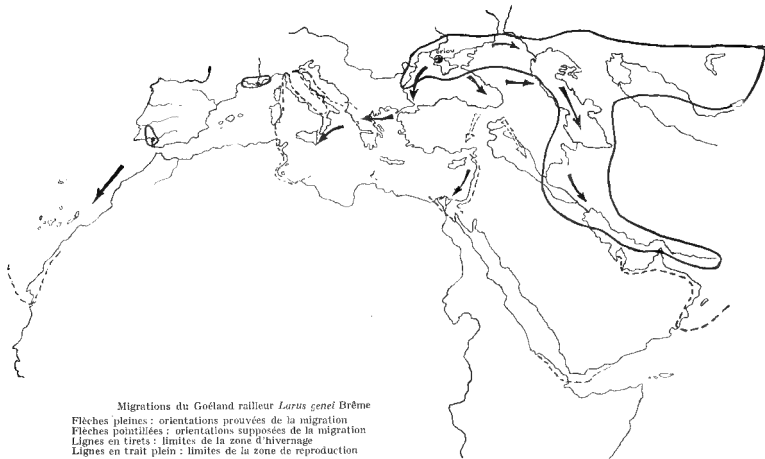 Orlov
Migrations du Goéland railleur Larus genei Brême
Flèches pleines : orientations prouvées de la migration
Flèches pointillées : orientations supposées de la migration
Lignes en tirets : limites de la zone d'hivernage
Lignes en trait plein : limites de la zone de reproduction